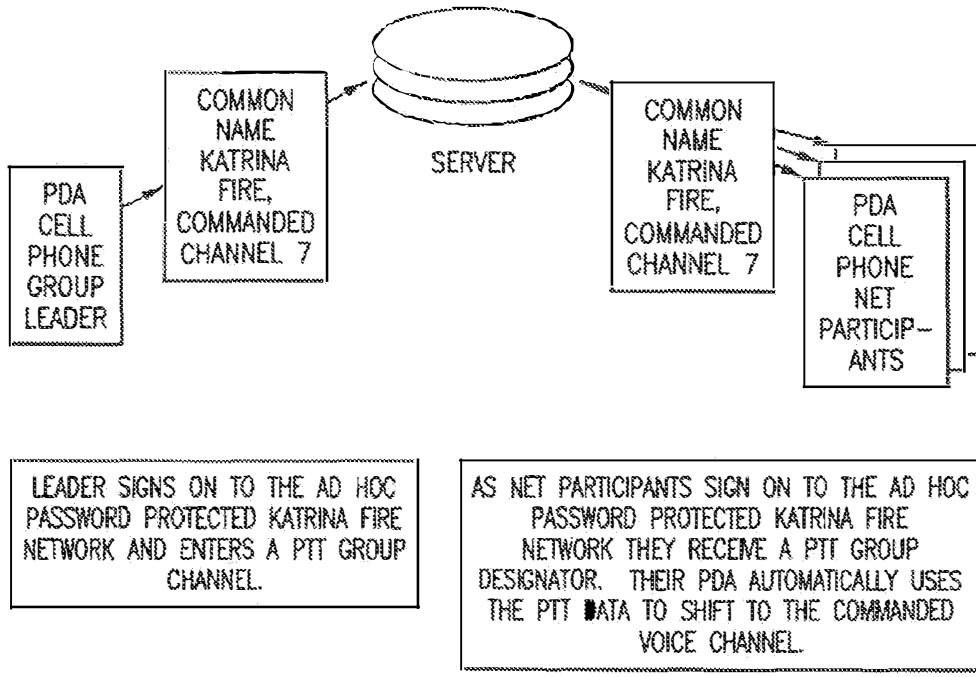 PDA
CELL
PHONE
GROUP
LEADER
COMMON
NAME
KATRINA
FIRE,
COMMANDED
CHANNEL 7
SERVER
COMMON
NAME
KATRINA
FIRE,
COMMANDED
CHANNEL 7
PDA
CELL
PHONE
NET
PARTICIP-
ANTS
LEADER SIGNS ON TO THE AD HOC
PASSWORD PROTECTED KATRINA FIRE
NETWORK AND ENTERS A PTT GROUP
CHANNEL.
AS NET PARTICIPANTS SIGN ON TO THE AD HOC
PASSWORD PROTECTED KATRINA FIRE
NETWORK THEY RECEIVE A PTT GROUP
DESIGNATOR. THEIR PDA AUTOMATICALLY USES
THE PTT DATA TO SHIFT TO THE COMMANDED
VOICE CHANNEL.